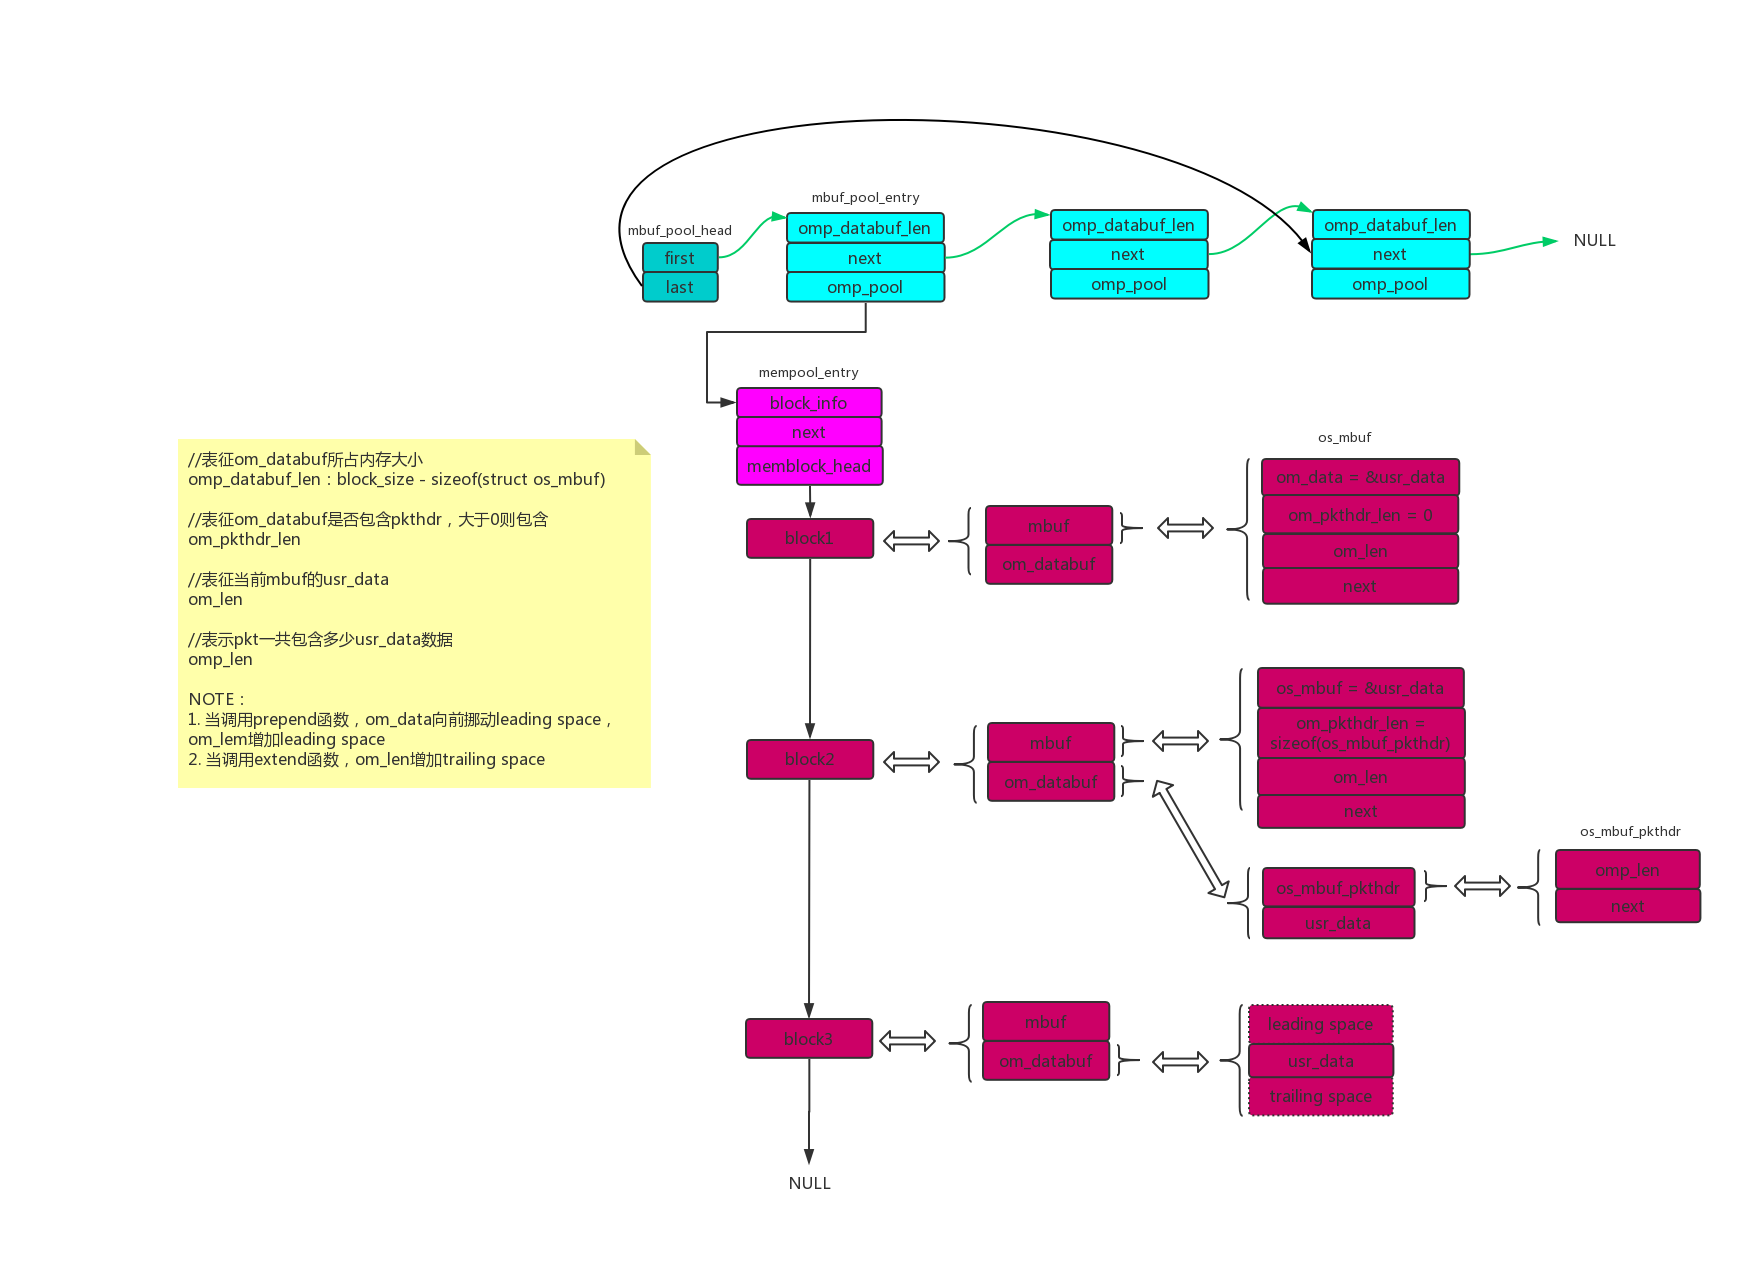 mbuf_pool_entry
mbuf_pool_head
first
last
omp_databuf_len
next
omp_pool
omp_databuf_len
next
omp_pool
omp_databuf_len
next
omp_pool
NULL
mempool_entry
block_info
next
memblock_head
//表征om_databuf所占内存大小
omp_databuf_len：block_size - sizeof(struct os_mbuf)
//表征om_databuf是否包含pkthdr，大于0则包含
om_pkthdr_len
//表征当前mbuf的usr_data
om_len
//表示pkt一共包含多少usr_data数据
omp_len
NOTE：
1. 当调用prepend函数，om_data向前挪动leading space，
om_lem增加leading space
2. 当调用extend函数，om_len增加trailing space
block1
mbuf
om_databuf
os_mbuf
om_data = &usr_data
om_pkthdr_len = 0
om_len
next
block2
mbuf
om_databuf
os_mbuf = &usr_data
om_pkthdr_len =
sizeof(os_mbuf_pkthdr)
om_len
next
os_mbuf_pkthdr
usr_data
os_mbuf_pkthdr
omp_len
next
block3
mbuf
om_databuf
leading space
usr_data
trailing space
NULL